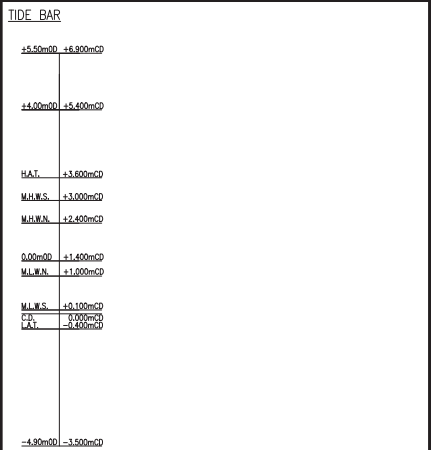 TIDE BAR
+5.50mOD +6.900mCD
+4.00mOD +5.400mCD
H.A.T. +3.600mCD
M.H.W.S. +3.000mCD
M.H.W.N. +2.400mCD
0.00mOD +1.400mCD
M.L.W.N. +1.000mCD
M.L.W.S. +0.100mCD
C.D. 0.000mCD
L.A.T. -0.400mCD
-4.90mOD -3.500mCD